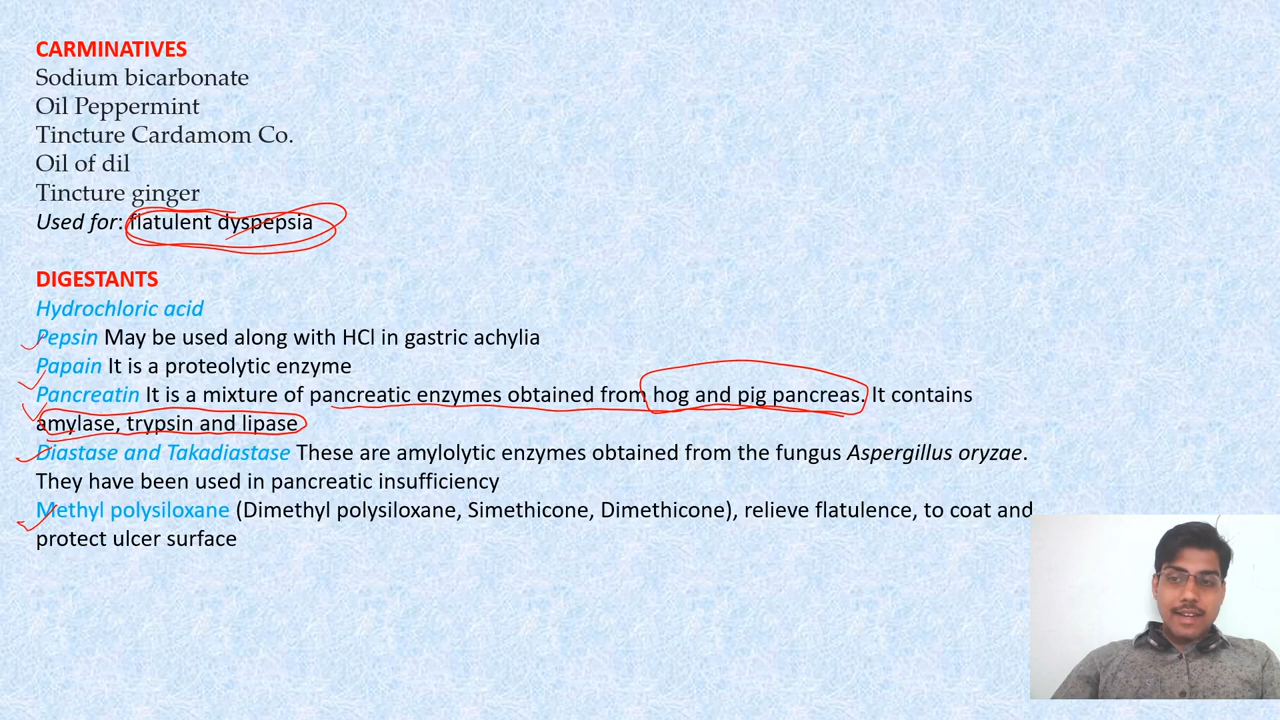 CARMINATIVES
Sodium bicarbonate
Oil Peppermint
Tincture Cardamom Co.
Oil of dil
Tincture ginger
Used for: flatulent dyspepsia
DIGESTANTS
Hydrochloric acid
Pepsin May be used along with HCl in gastric achylia
Papain It is a proteolytic enzyme
Pancreatin It is a mixture of pancreatic enzymes obtained from hog and pig pancreas. It contains
amylase, trypsin and lipase
Diastase and Takadiastase These are amylolytic enzymes obtained from the fungus Aspergillus oryzae.
They have been used in pancreatic insufficiency
Methyl polysiloxane (Dimethyl polysiloxane, Simethicone, Dimethicone), relieve flatulence, to coat and
protect ulcer surface